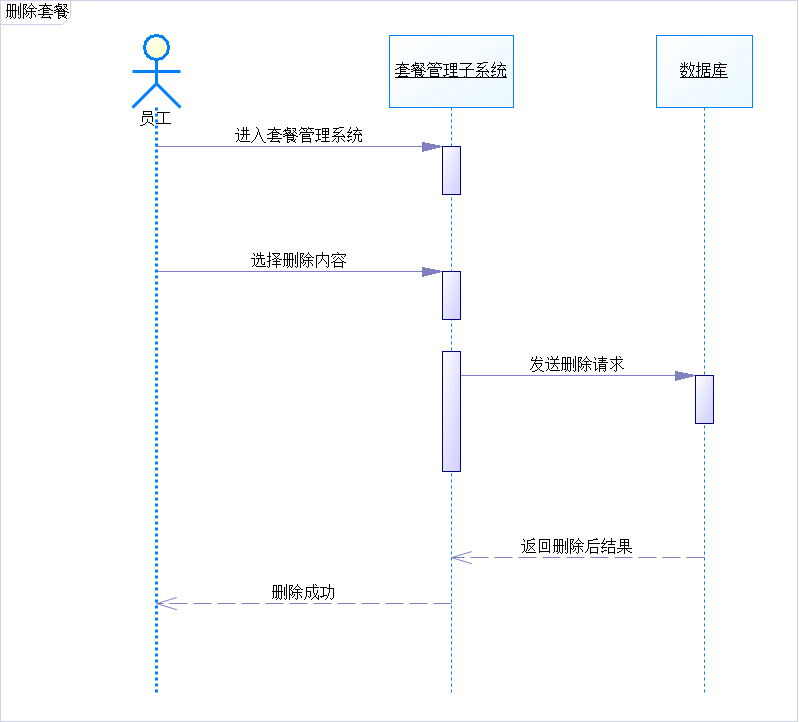 删除套餐
套餐管理子系统
数据库
员工
进入套餐管理系统
选择删除内容
发送删除请求
返回删除后结果
删除成功